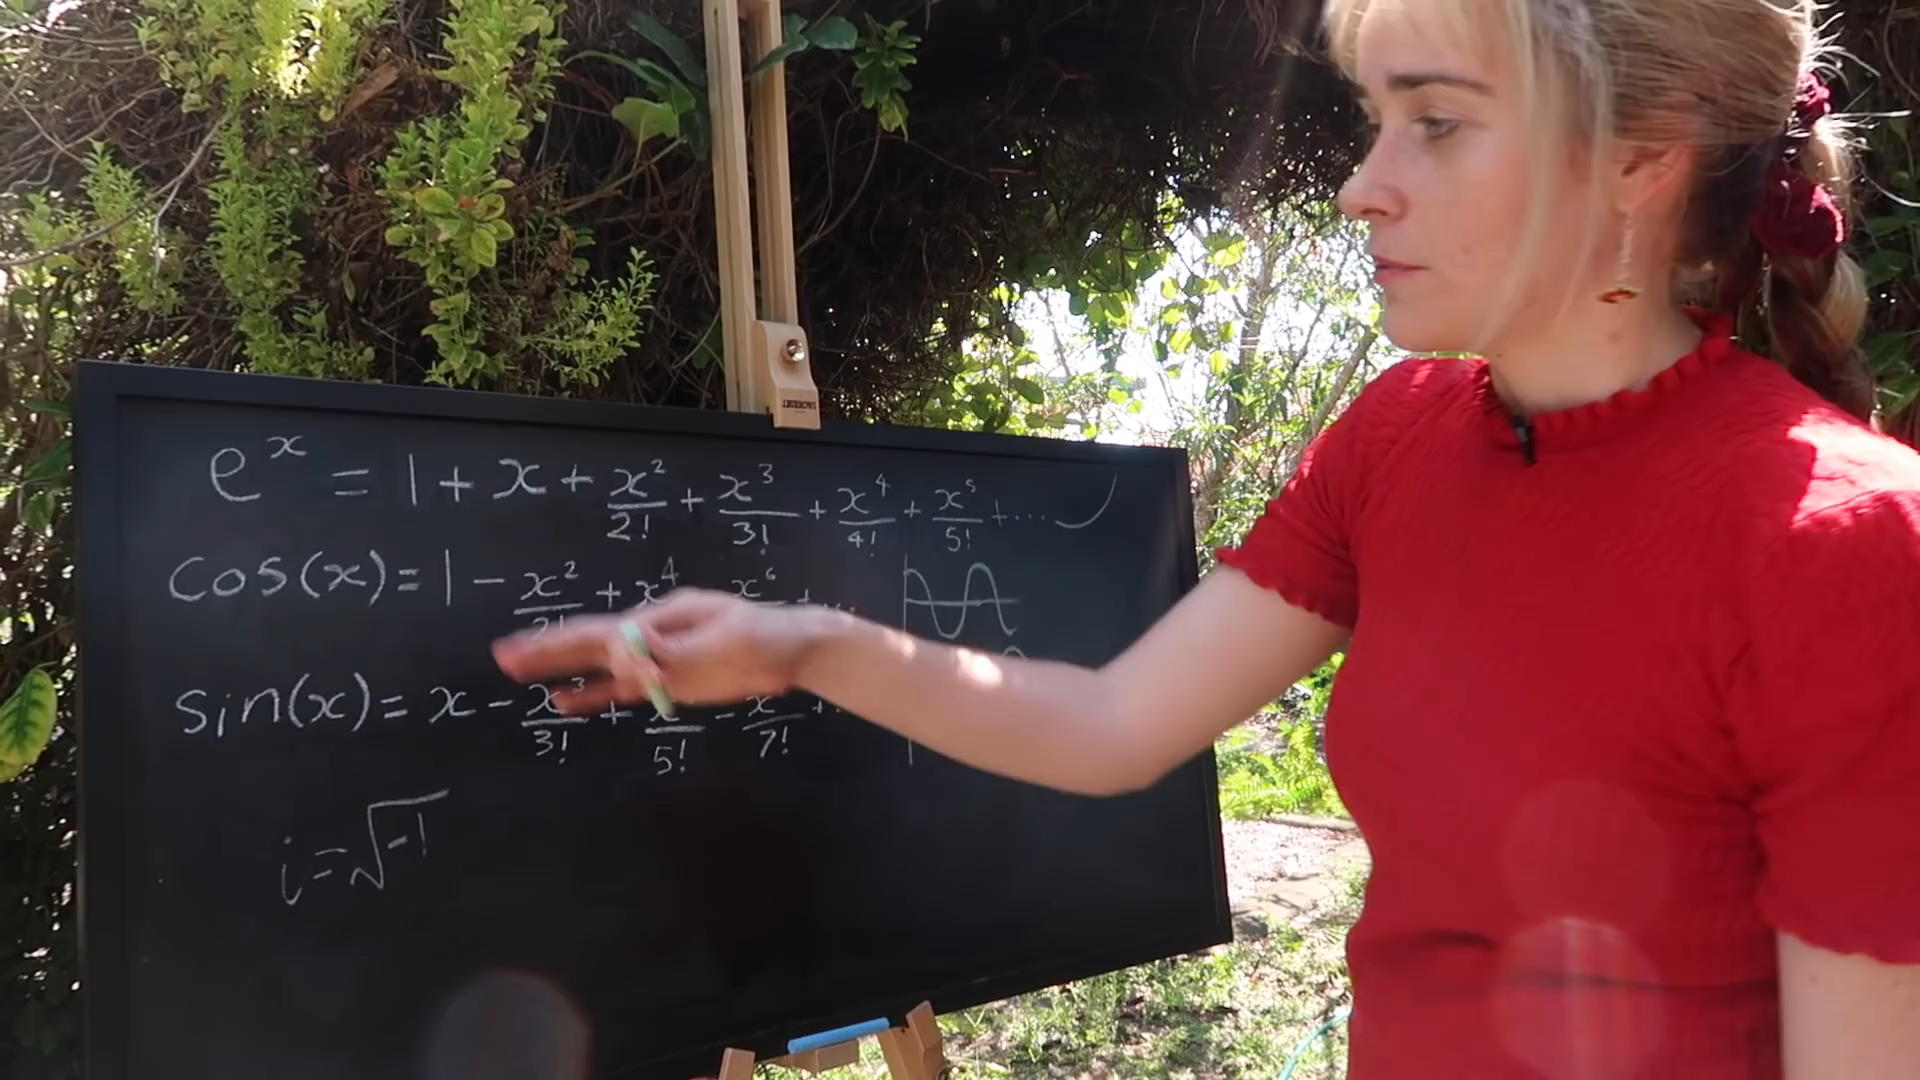 e^x = 1 + x + x²/2! + x³/3! + x⁴/4! + x⁵/5! + ...
cos(x) = 1 - x²/2! + x⁴ - x⁶ + ...
sin(x) = x - x³/3! + x/5! - x/7! + .
i = √-1